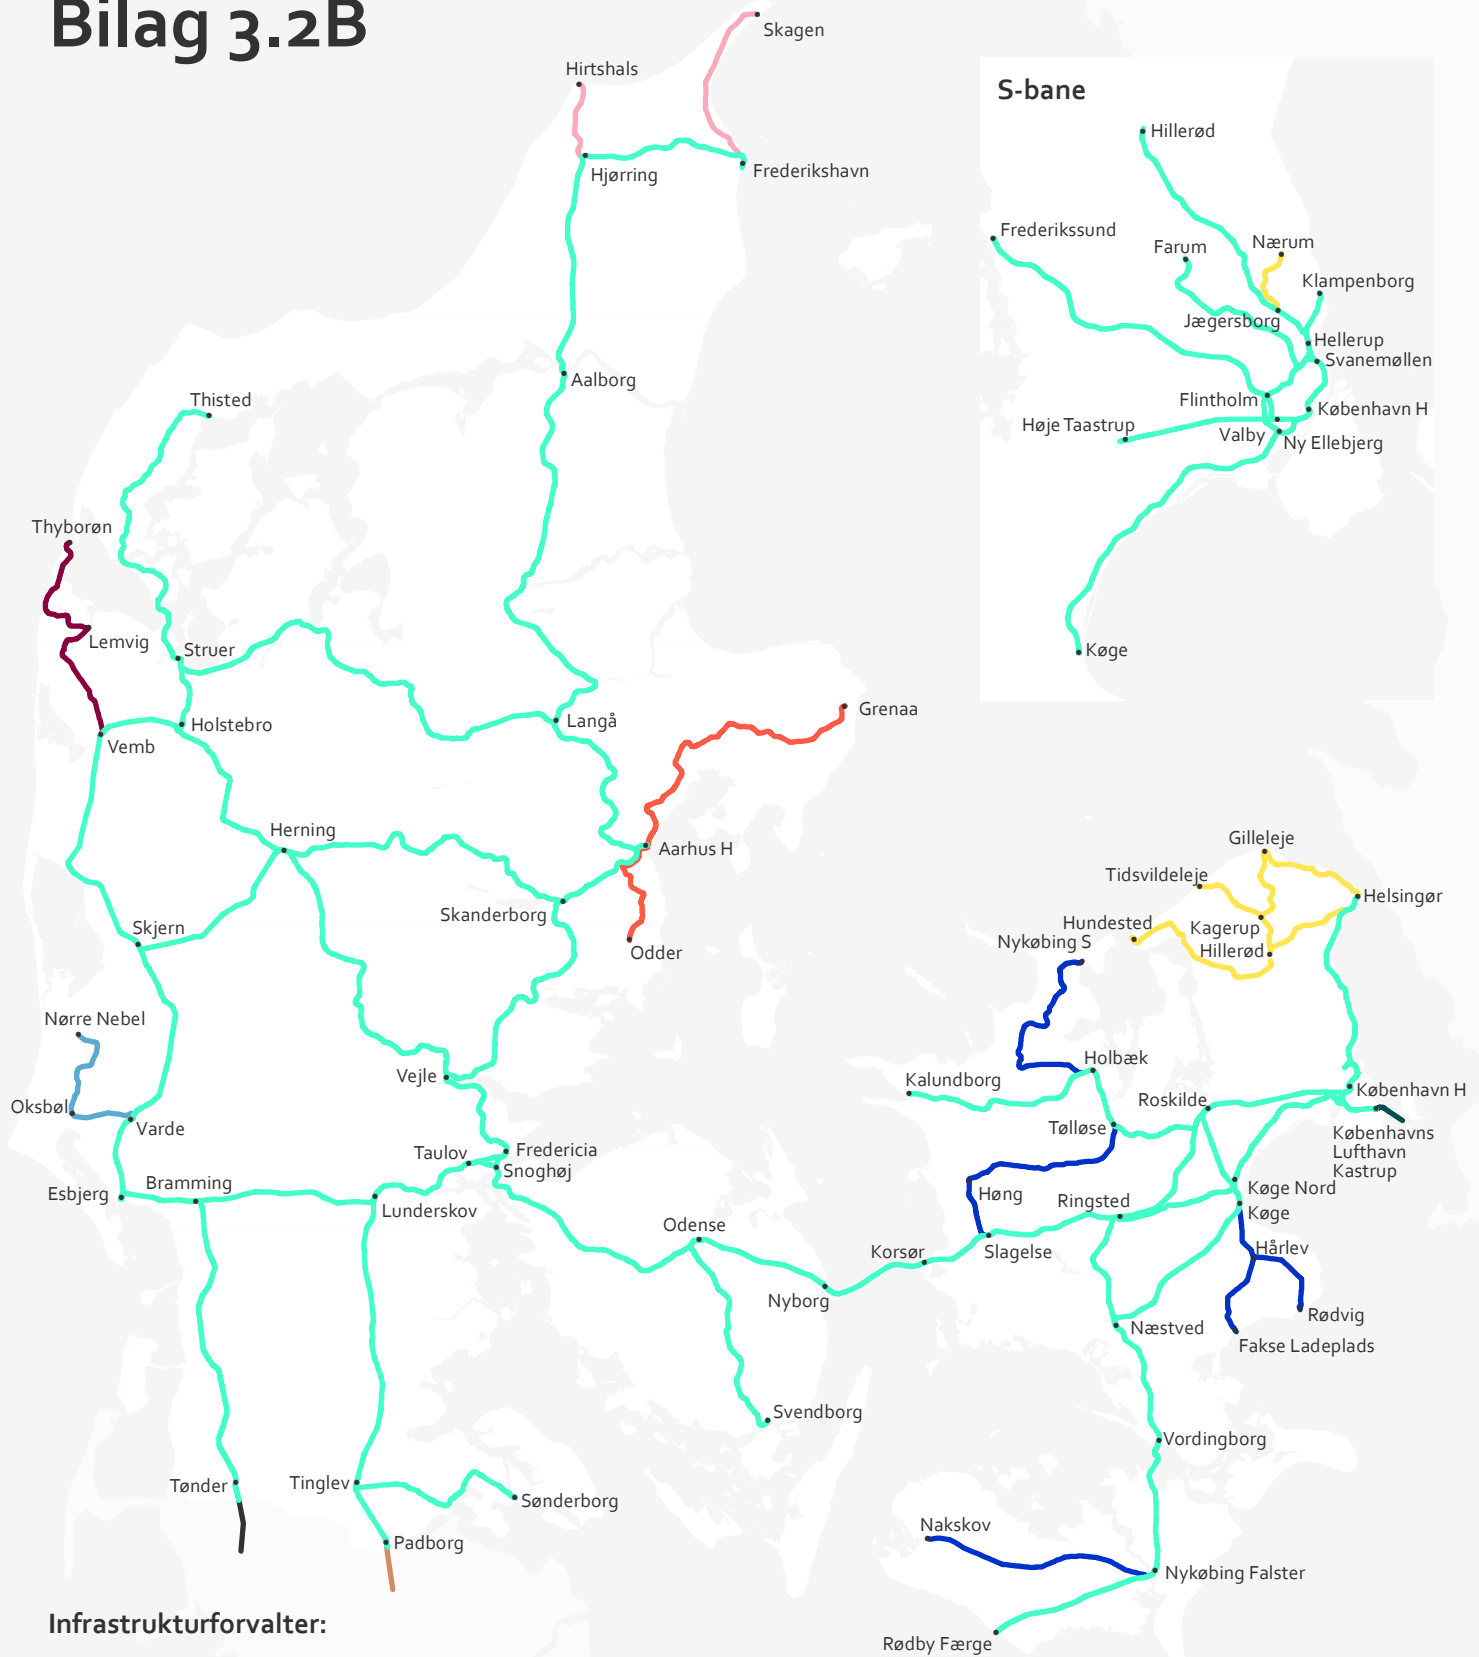 Bilag 3.2B
Skagen
Hirtshals
Hjørring
Frederikshavn
Aalborg
Thisted
Thyborøn
Lemvig
Struer
Holstebro
Vemb
Langå
Grenaa
Herning
Aarhus H
Skanderborg
Odder
Skjern
Nørre Nebel
Vejle
Oksbøl
Varde
Taulov
Fredericia
Snoghøj
Esbjerg
Bramming
Lunderskov
Odense
Nyborg
Korsør
Svendborg
Tønder
Tinglev
Sønderborg
Padborg
S-bane
Hillerød
Frederikssund
Farum
Nærum
Klampenborg
Jægersborg
Hellerup
Svanemøllen
Flintholm
København H
Høje Taastrup
Valby
Ny Ellebjerg
Køge
Gilleleje
Tidsvildeleje
Helsingør
Hundested
Kagerup
Nykøbing S
Hillerød
Holbæk
Kalundborg
Roskilde
København H
Tølløse
Københavns
Lufthavn
Kastrup
Høng
Ringsted
Køge Nord
Køge
Slagelse
Hårlev
Rødvig
Næstved
Fakse Ladeplads
Vordingborg
Nakskov
Nykøbing Falster
Rødby Færge
Infrastrukturforvalter: